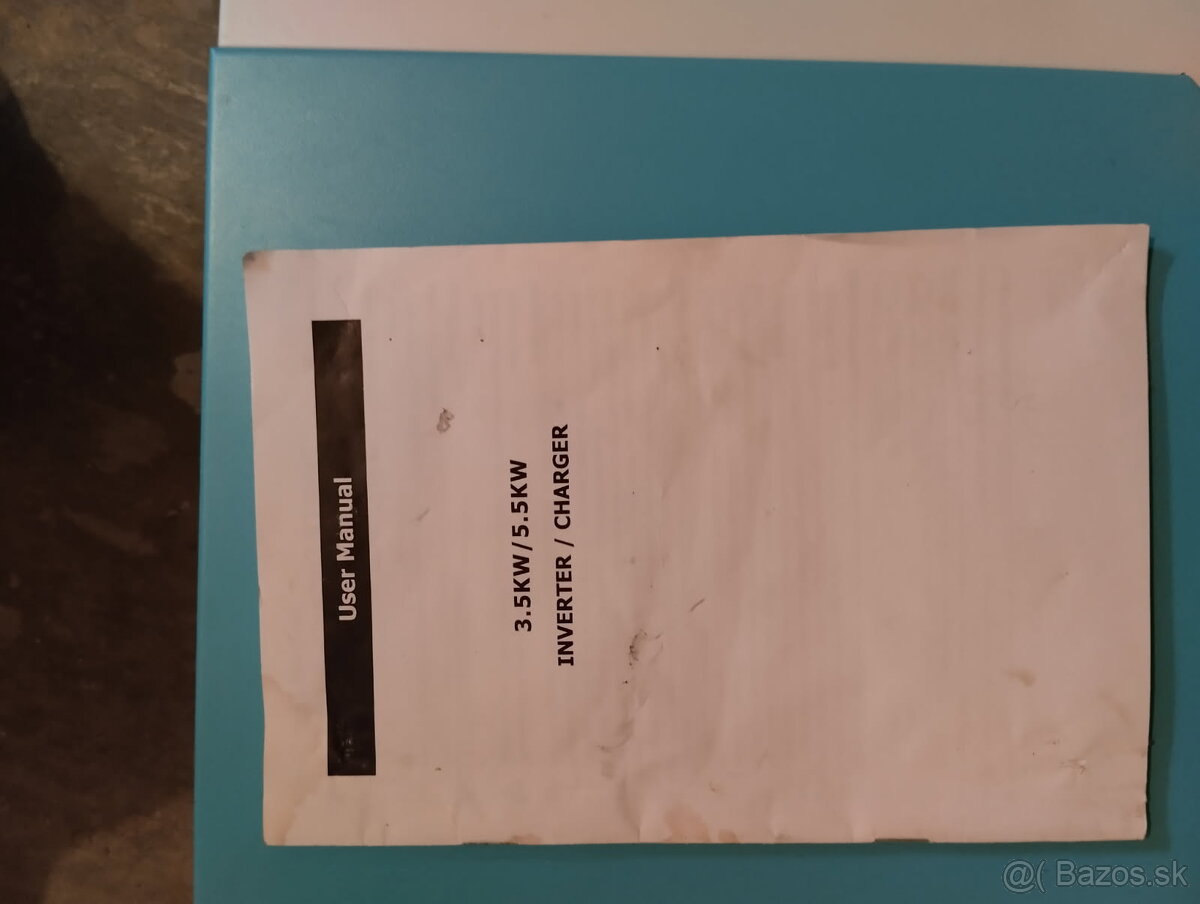 User Manual
3.5KW/5.5KW
INVERTER / CHARGER
@( Bazos.sk